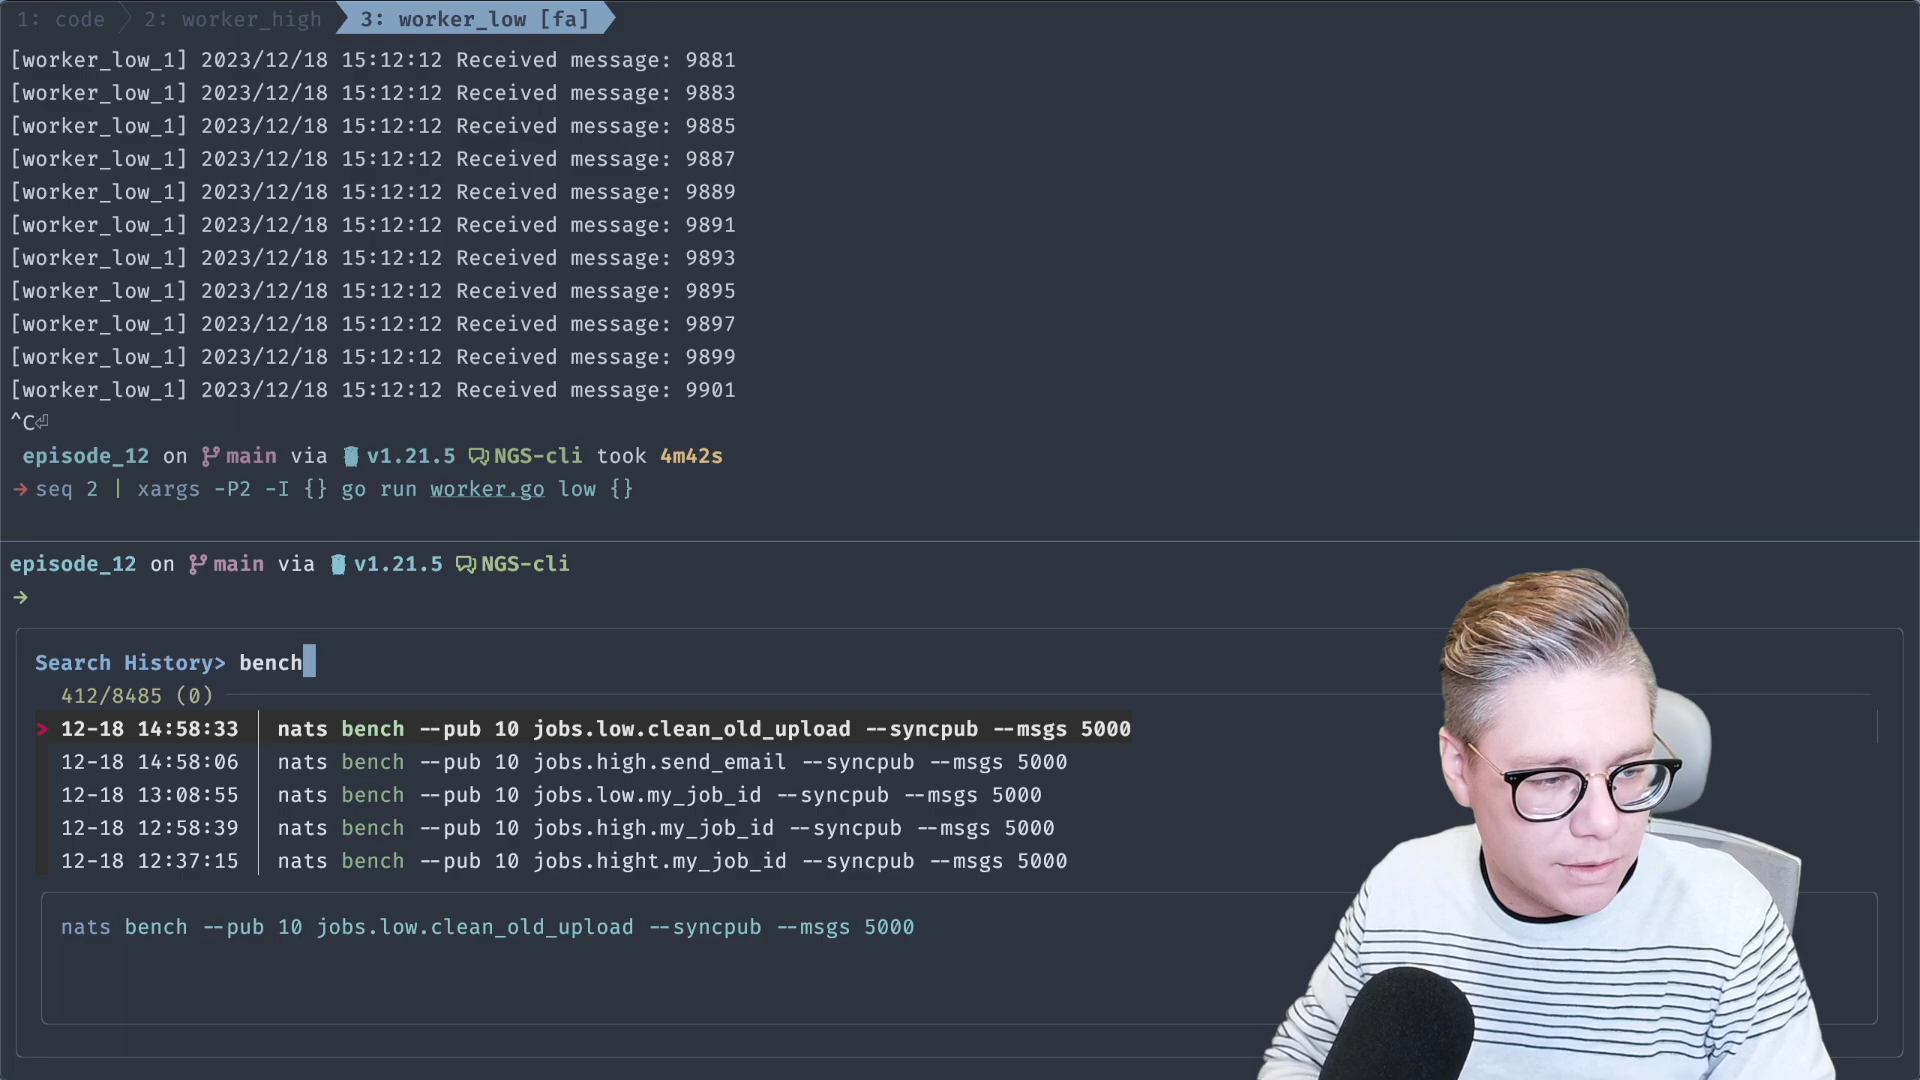 1: code 2: worker_high 3: worker_low [fa]
[worker_low_1] 2023/12/18 15:12:12 Received message: 9881
[worker_low_1] 2023/12/18 15:12:12 Received message: 9883
[worker_low_1] 2023/12/18 15:12:12 Received message: 9885
[worker_low_1] 2023/12/18 15:12:12 Received message: 9887
[worker_low_1] 2023/12/18 15:12:12 Received message: 9889
[worker_low_1] 2023/12/18 15:12:12 Received message: 9891
[worker_low_1] 2023/12/18 15:12:12 Received message: 9893
[worker_low_1] 2023/12/18 15:12:12 Received message: 9895
[worker_low_1] 2023/12/18 15:12:12 Received message: 9897
[worker_low_1] 2023/12/18 15:12:12 Received message: 9899
[worker_low_1] 2023/12/18 15:12:12 Received message: 9901
^C⏎
episode_12 on main via v1.21.5 NGS-cli took 4m42s
→ seq 2 | xargs -P2 -I {} go run worker.go low {}
episode_12 on main via v1.21.5 NGS-cli
→
Search History> bench
412/8485 (0)
> 12-18 14:58:33 │ nats bench --pub 10 jobs.low.clean_old_upload --syncpub --msgs 5000
12-18 14:58:06 │ nats bench --pub 10 jobs.high.send_email --syncpub --msgs 5000
12-18 13:08:55 │ nats bench --pub 10 jobs.low.my_job_id --syncpub --msgs 5000
12-18 12:58:39 │ nats bench --pub 10 jobs.high.my_job_id --syncpub --msgs 5000
12-18 12:37:15 │ nats bench --pub 10 jobs.hight.my_job_id --syncpub --msgs 5000
nats bench --pub 10 jobs.low.clean_old_upload --syncpub --msgs 5000